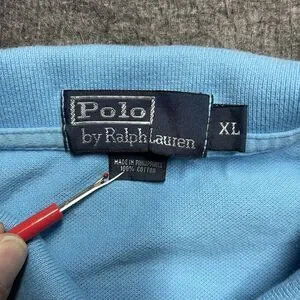 Polo
by Ralph Lauren
XL
MADE IN PHILIPPINES
100% COTTON